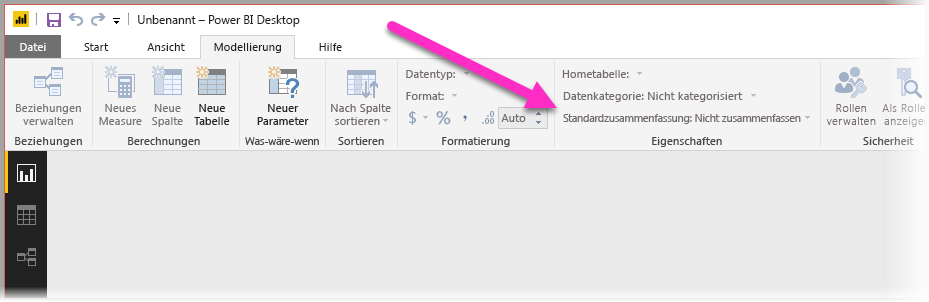 Unbenannt – Power BI Desktop
Datei Start Ansicht Modellierung Hilfe
Beziehungen
verwalten
Beziehungen
Neues
Measure
Neue
Spalte
Neue
Tabelle
Berechnungen
Neuer
Parameter
Was-wäre-wenn
Nach Spalte
sortieren
Sortieren
Datentyp:
Format:
$ % , .00 Auto
Formatierung
Hometabelle:
Datenkategorie: Nicht kategorisiert
Standardzusammenfassung: Nicht zusammenfassen
Eigenschaften
Rollen
verwalten
Als Rolle
anzeige
Sicherheit